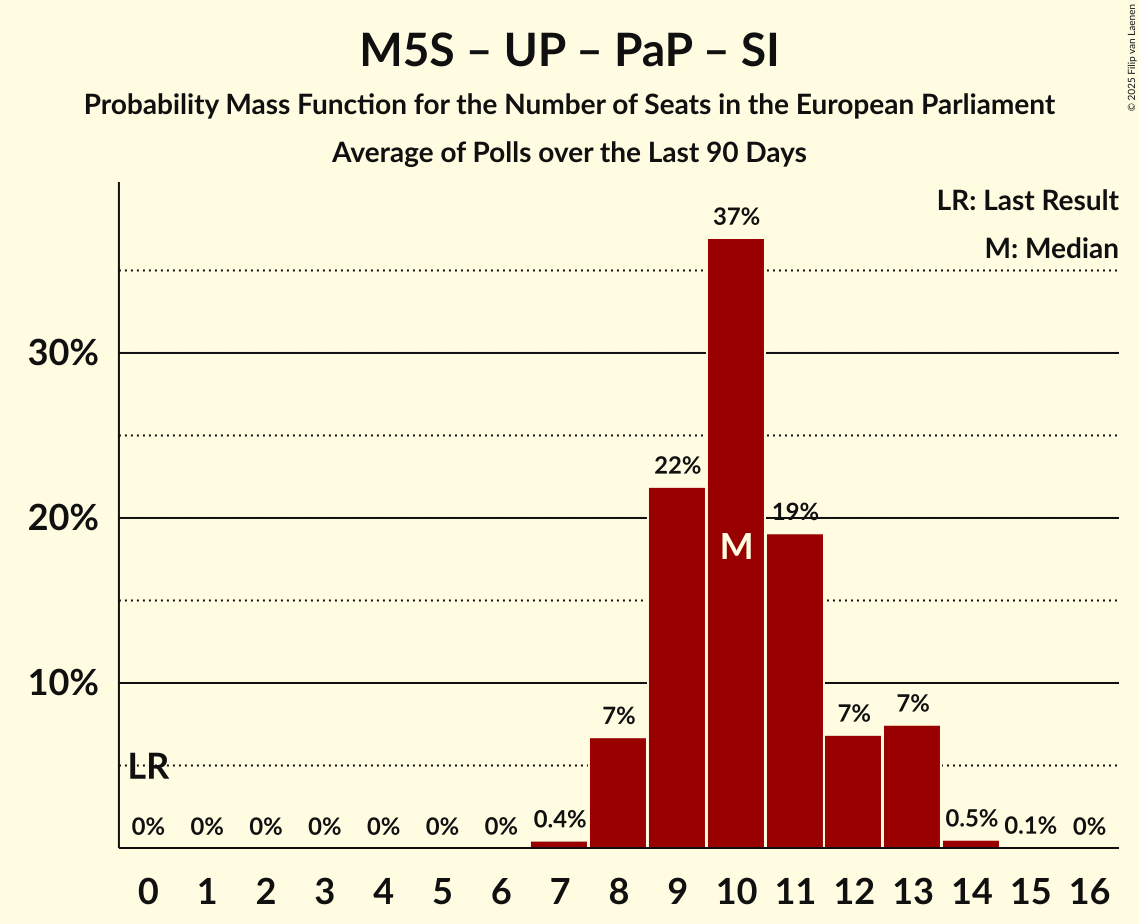 M5S – UP – PaP – SI
Probability Mass Function for the Number of Seats in the European Parliament
Average of Polls over the Last 90 Days
© 2025 Filip van Laenen
LR: Last Result
M: Median
37%
30%
22%
20%
19%
M
10%
7%
7%
7%
LR
0% 0% 0% 0% 0% 0% 0% 0.4% 0.5% 0.1% 0%
0 1 2 3 4 5 6 7 8 9 10 11 12 13 14 15 16